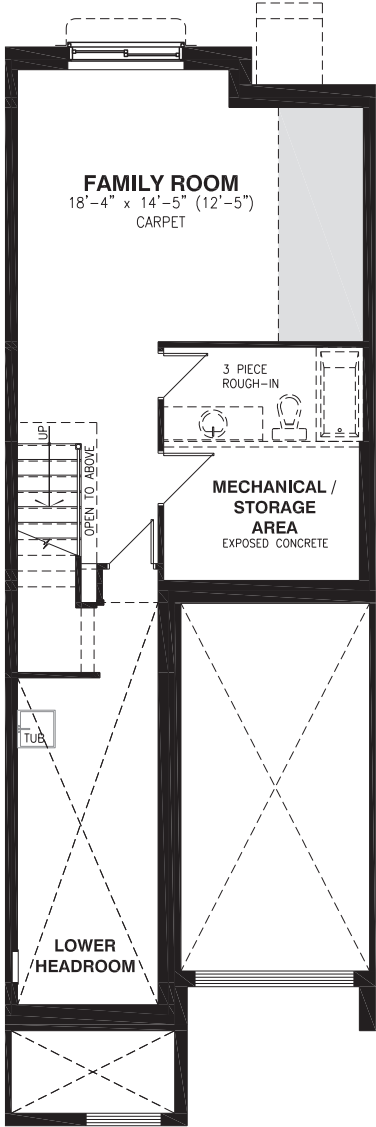 FAMILY ROOM
18'-4" x 14'-5" (12'-5")
CARPET
3 PIECE
ROUGH-IN
UP
OPEN TO ABOVE
MECHANICAL /
STORAGE
AREA
EXPOSED CONCRETE
TUB
LOWER
HEADROOM